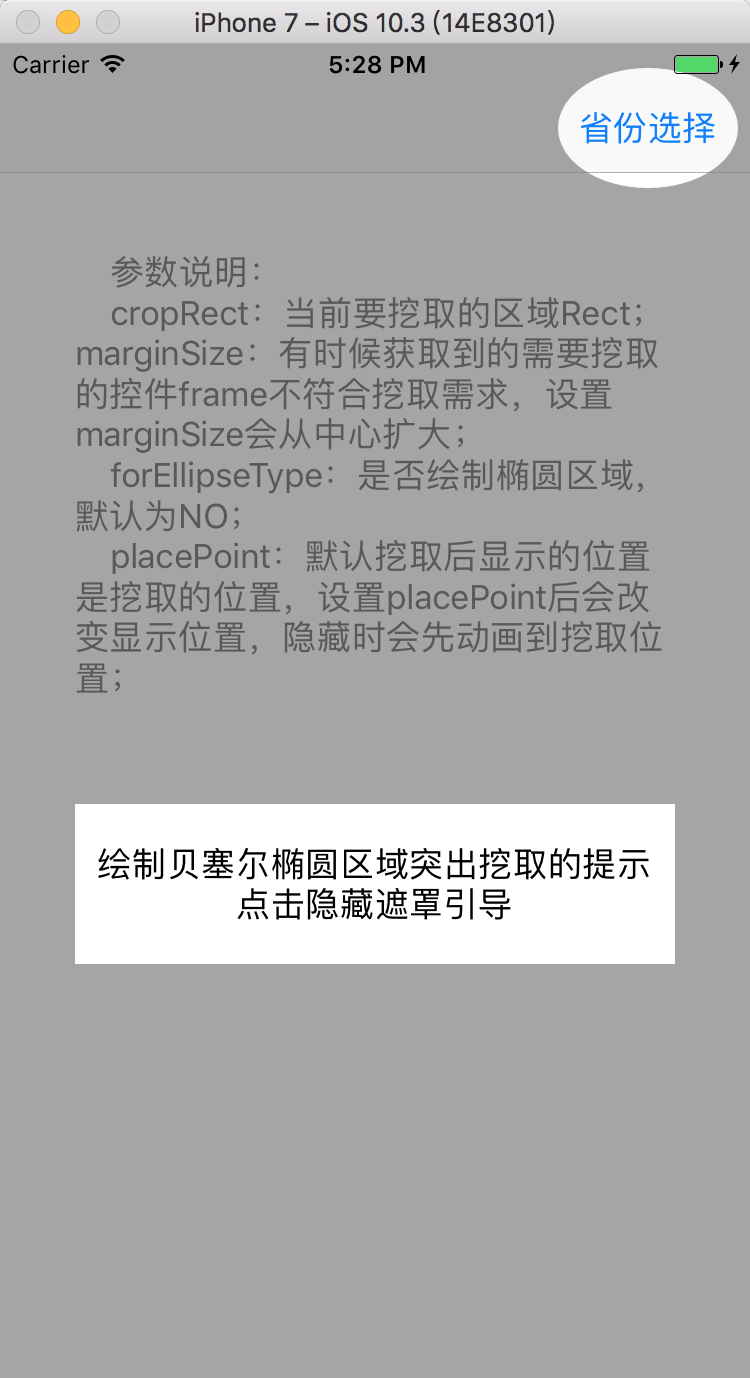 iPhone 7 – iOS 10.3 (14E8301)
Carrier 5:28 PM
省份选择
参数说明：
cropRect：当前要挖取的区域Rect；
marginSize：有时候获取到的需要挖取
的控件frame不符合挖取需求，设置
marginSize会从中心扩大；
forEllipseType：是否绘制椭圆区域，
默认为NO；
placePoint：默认挖取后显示的位置
是挖取的位置，设置placePoint后会改
变显示位置，隐藏时会先动画到挖取位
置；
绘制贝塞尔椭圆区域突出挖取的提示
点击隐藏遮罩引导